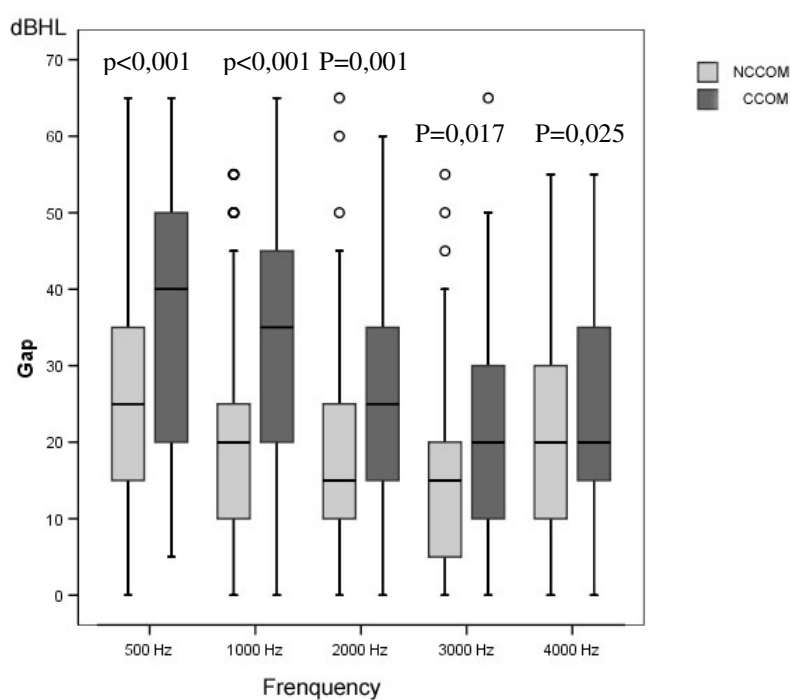 dBHL
70
p<0,001 p<0,001 P=0,001
NCCOM
CCOM
60
P=0,017 P=0,025
50
40
Gap
30
20
10
0
500 Hz 1000 Hz 2000 Hz 3000 Hz 4000 Hz
Frenquency